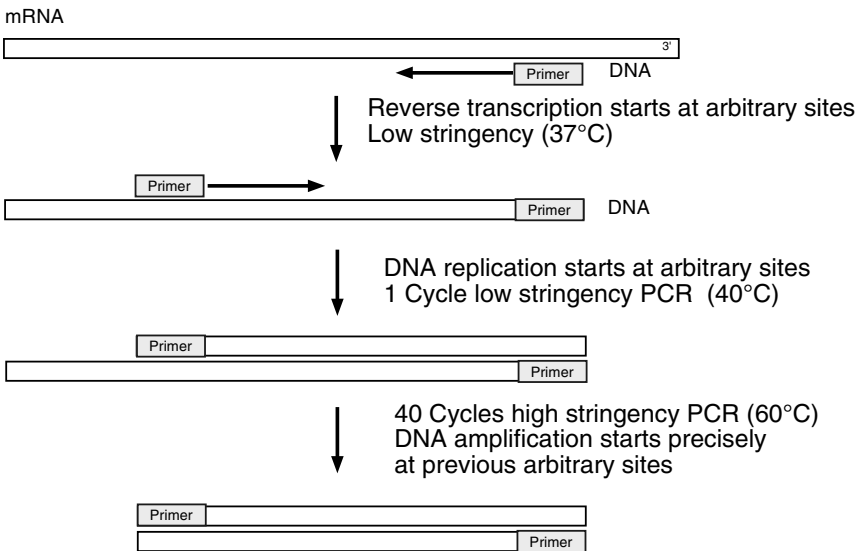 mRNA
3'
Primer DNA
Reverse transcription starts at arbitrary sites
Low stringency (37°C)
Primer
Primer DNA
DNA replication starts at arbitrary sites
1 Cycle low stringency PCR (40°C)
Primer
Primer
40 Cycles high stringency PCR (60°C)
DNA amplification starts precisely
at previous arbitrary sites
Primer
Primer